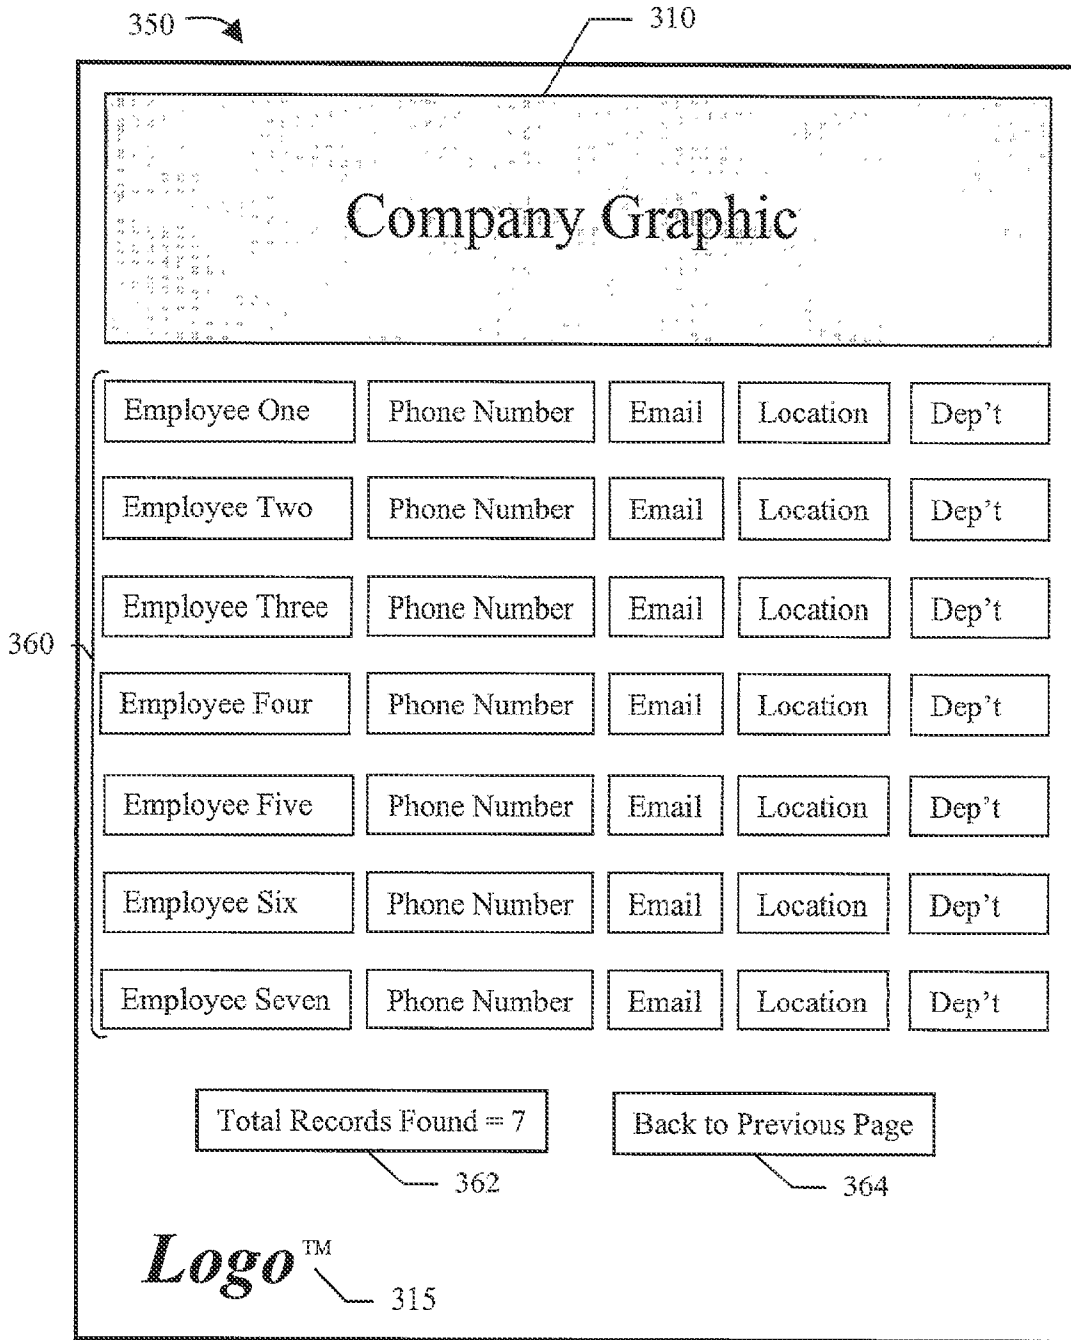 350
310
Company Graphic
Employee One Phone Number Email Location Dep't
Employee Two Phone Number Email Location Dep't
Employee Three Phone Number Email Location Dep't
360
Employee Four Phone Number Email Location Dep't
Employee Five Phone Number Email Location Dep't
Employee Six Phone Number Email Location Dep't
Employee Seven Phone Number Email Location Dep't
Total Records Found = 7 Back to Previous Page
362 364
Logo™
315